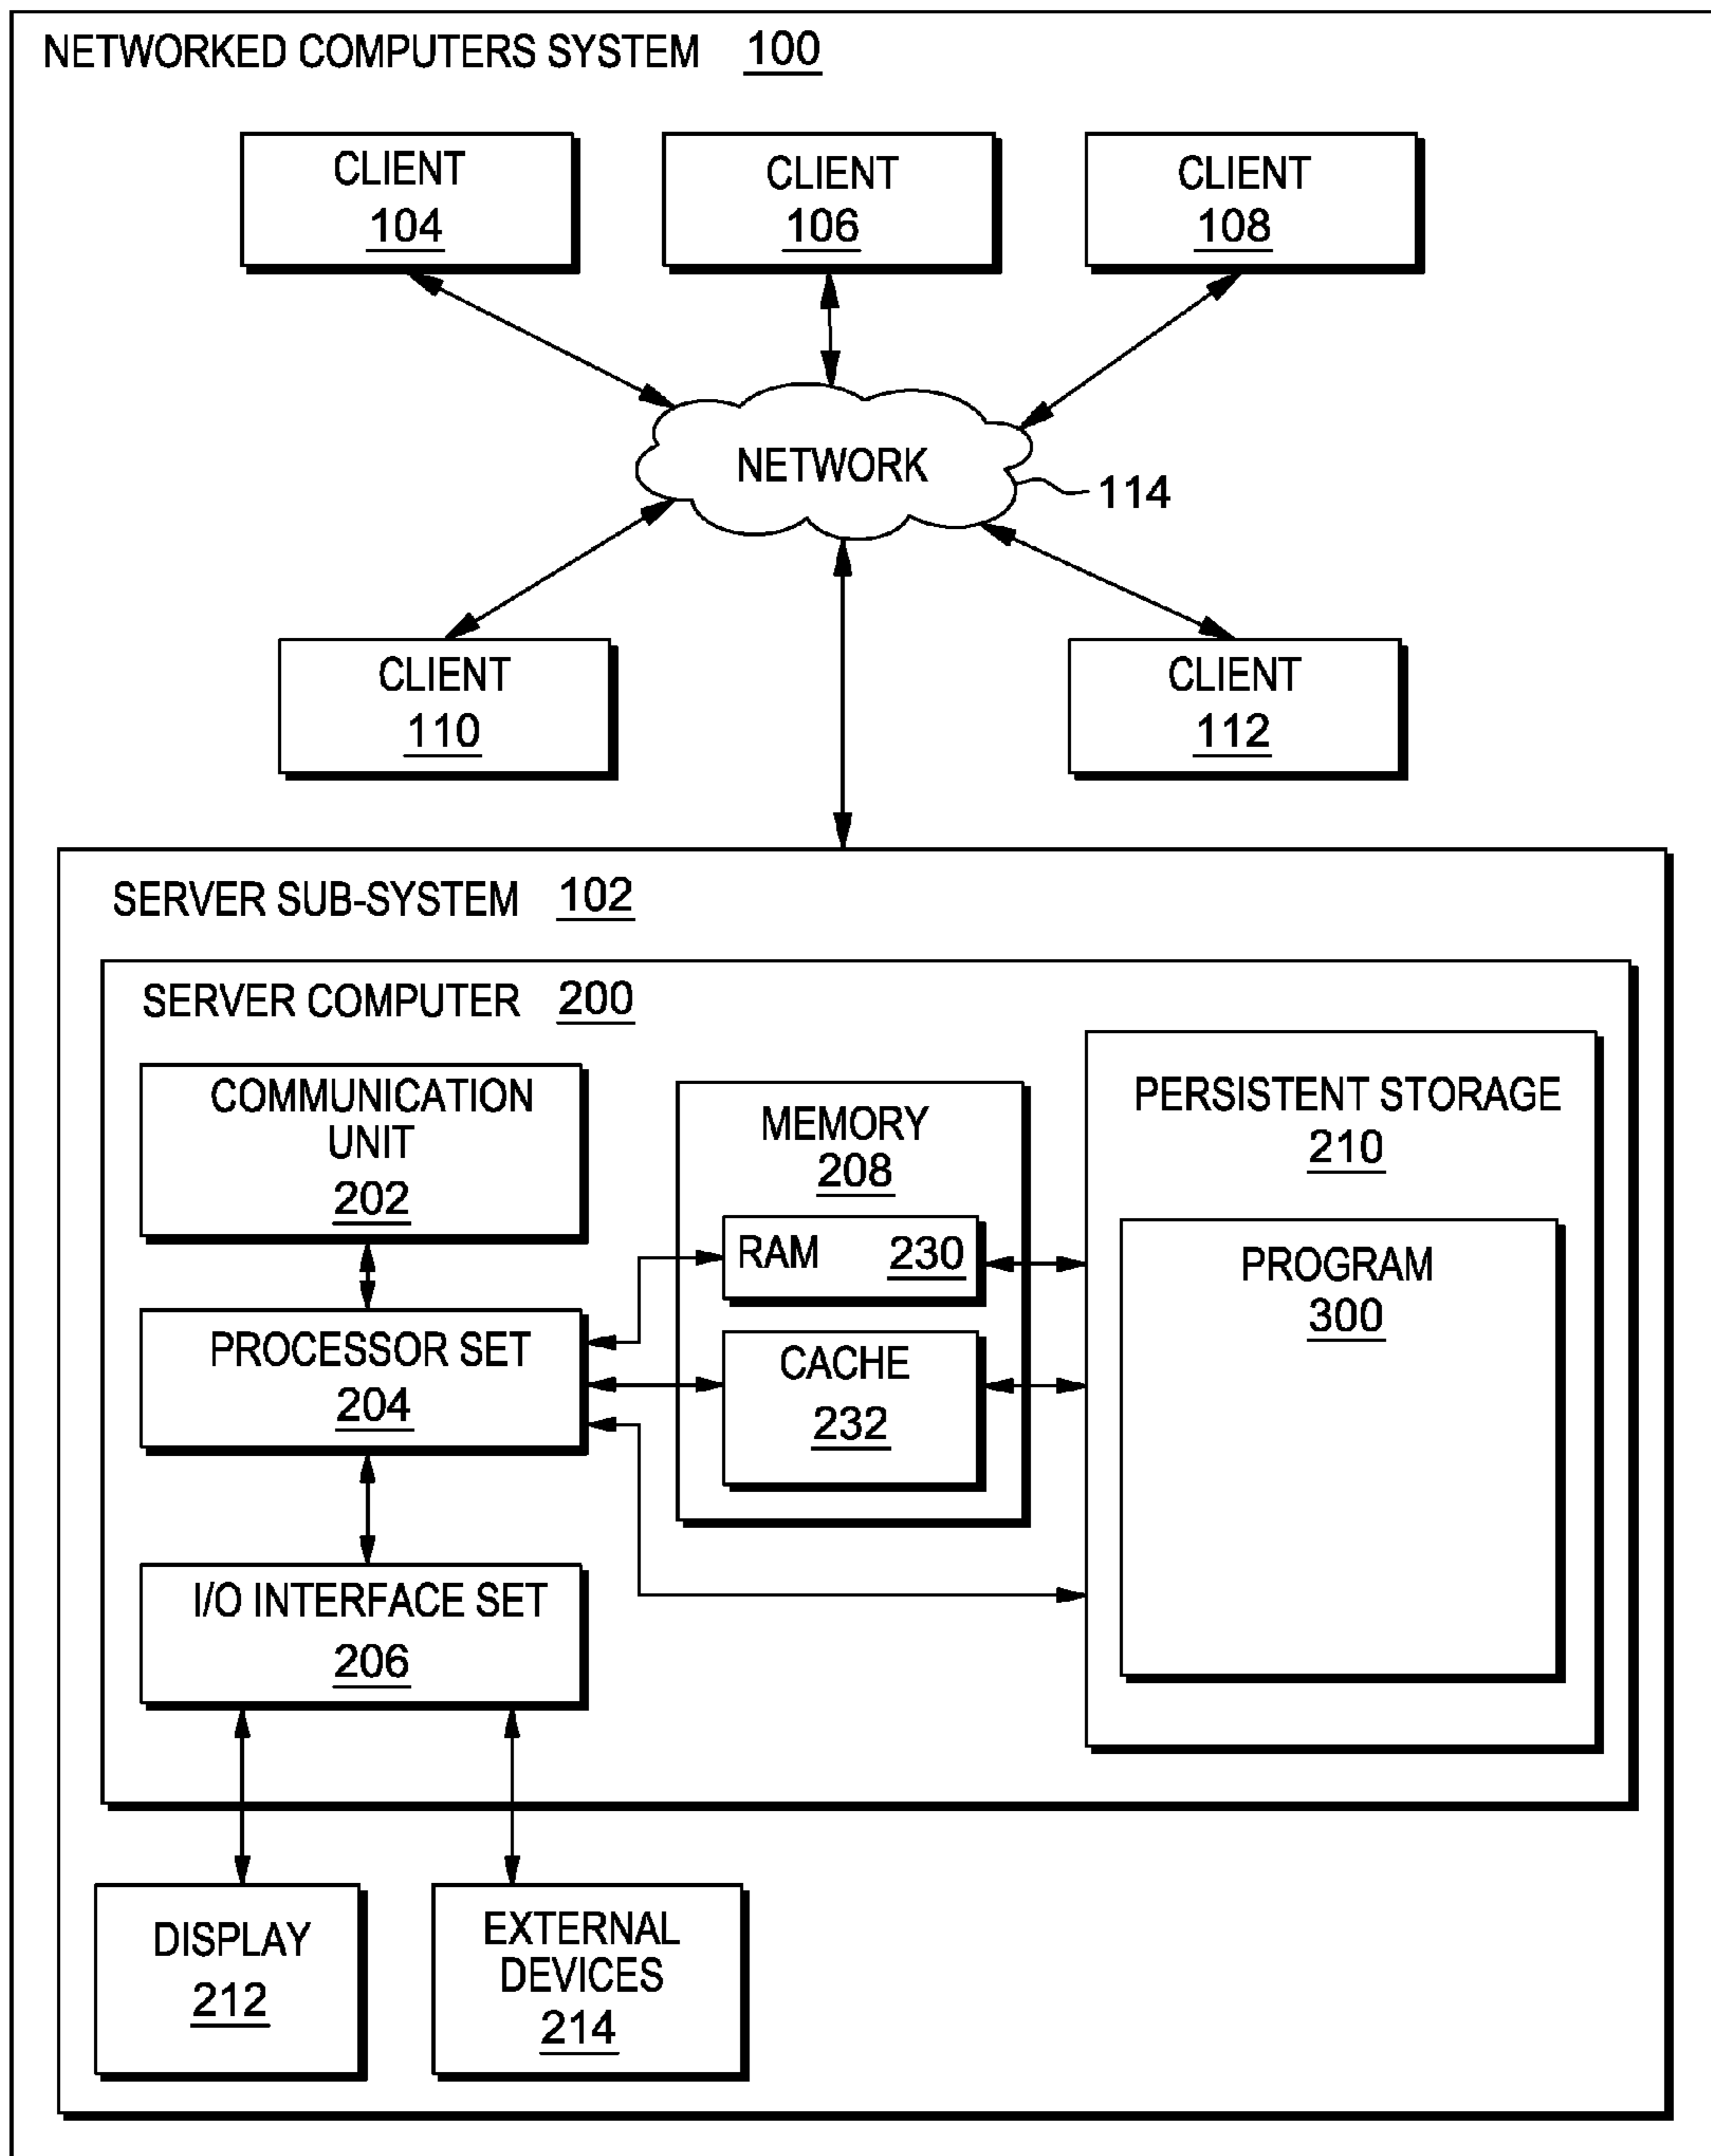 NETWORKED COMPUTERS SYSTEM 100
CLIENT
104
CLIENT
106
CLIENT
108
NETWORK
114
CLIENT
110
CLIENT
112
SERVER SUB-SYSTEM 102
SERVER COMPUTER 200
COMMUNICATION
UNIT
202
PROCESSOR SET
204
I/O INTERFACE SET
206
MEMORY
208
RAM 230
CACHE
232
PERSISTENT STORAGE
210
PROGRAM
300
DISPLAY
212
EXTERNAL
DEVICES
214